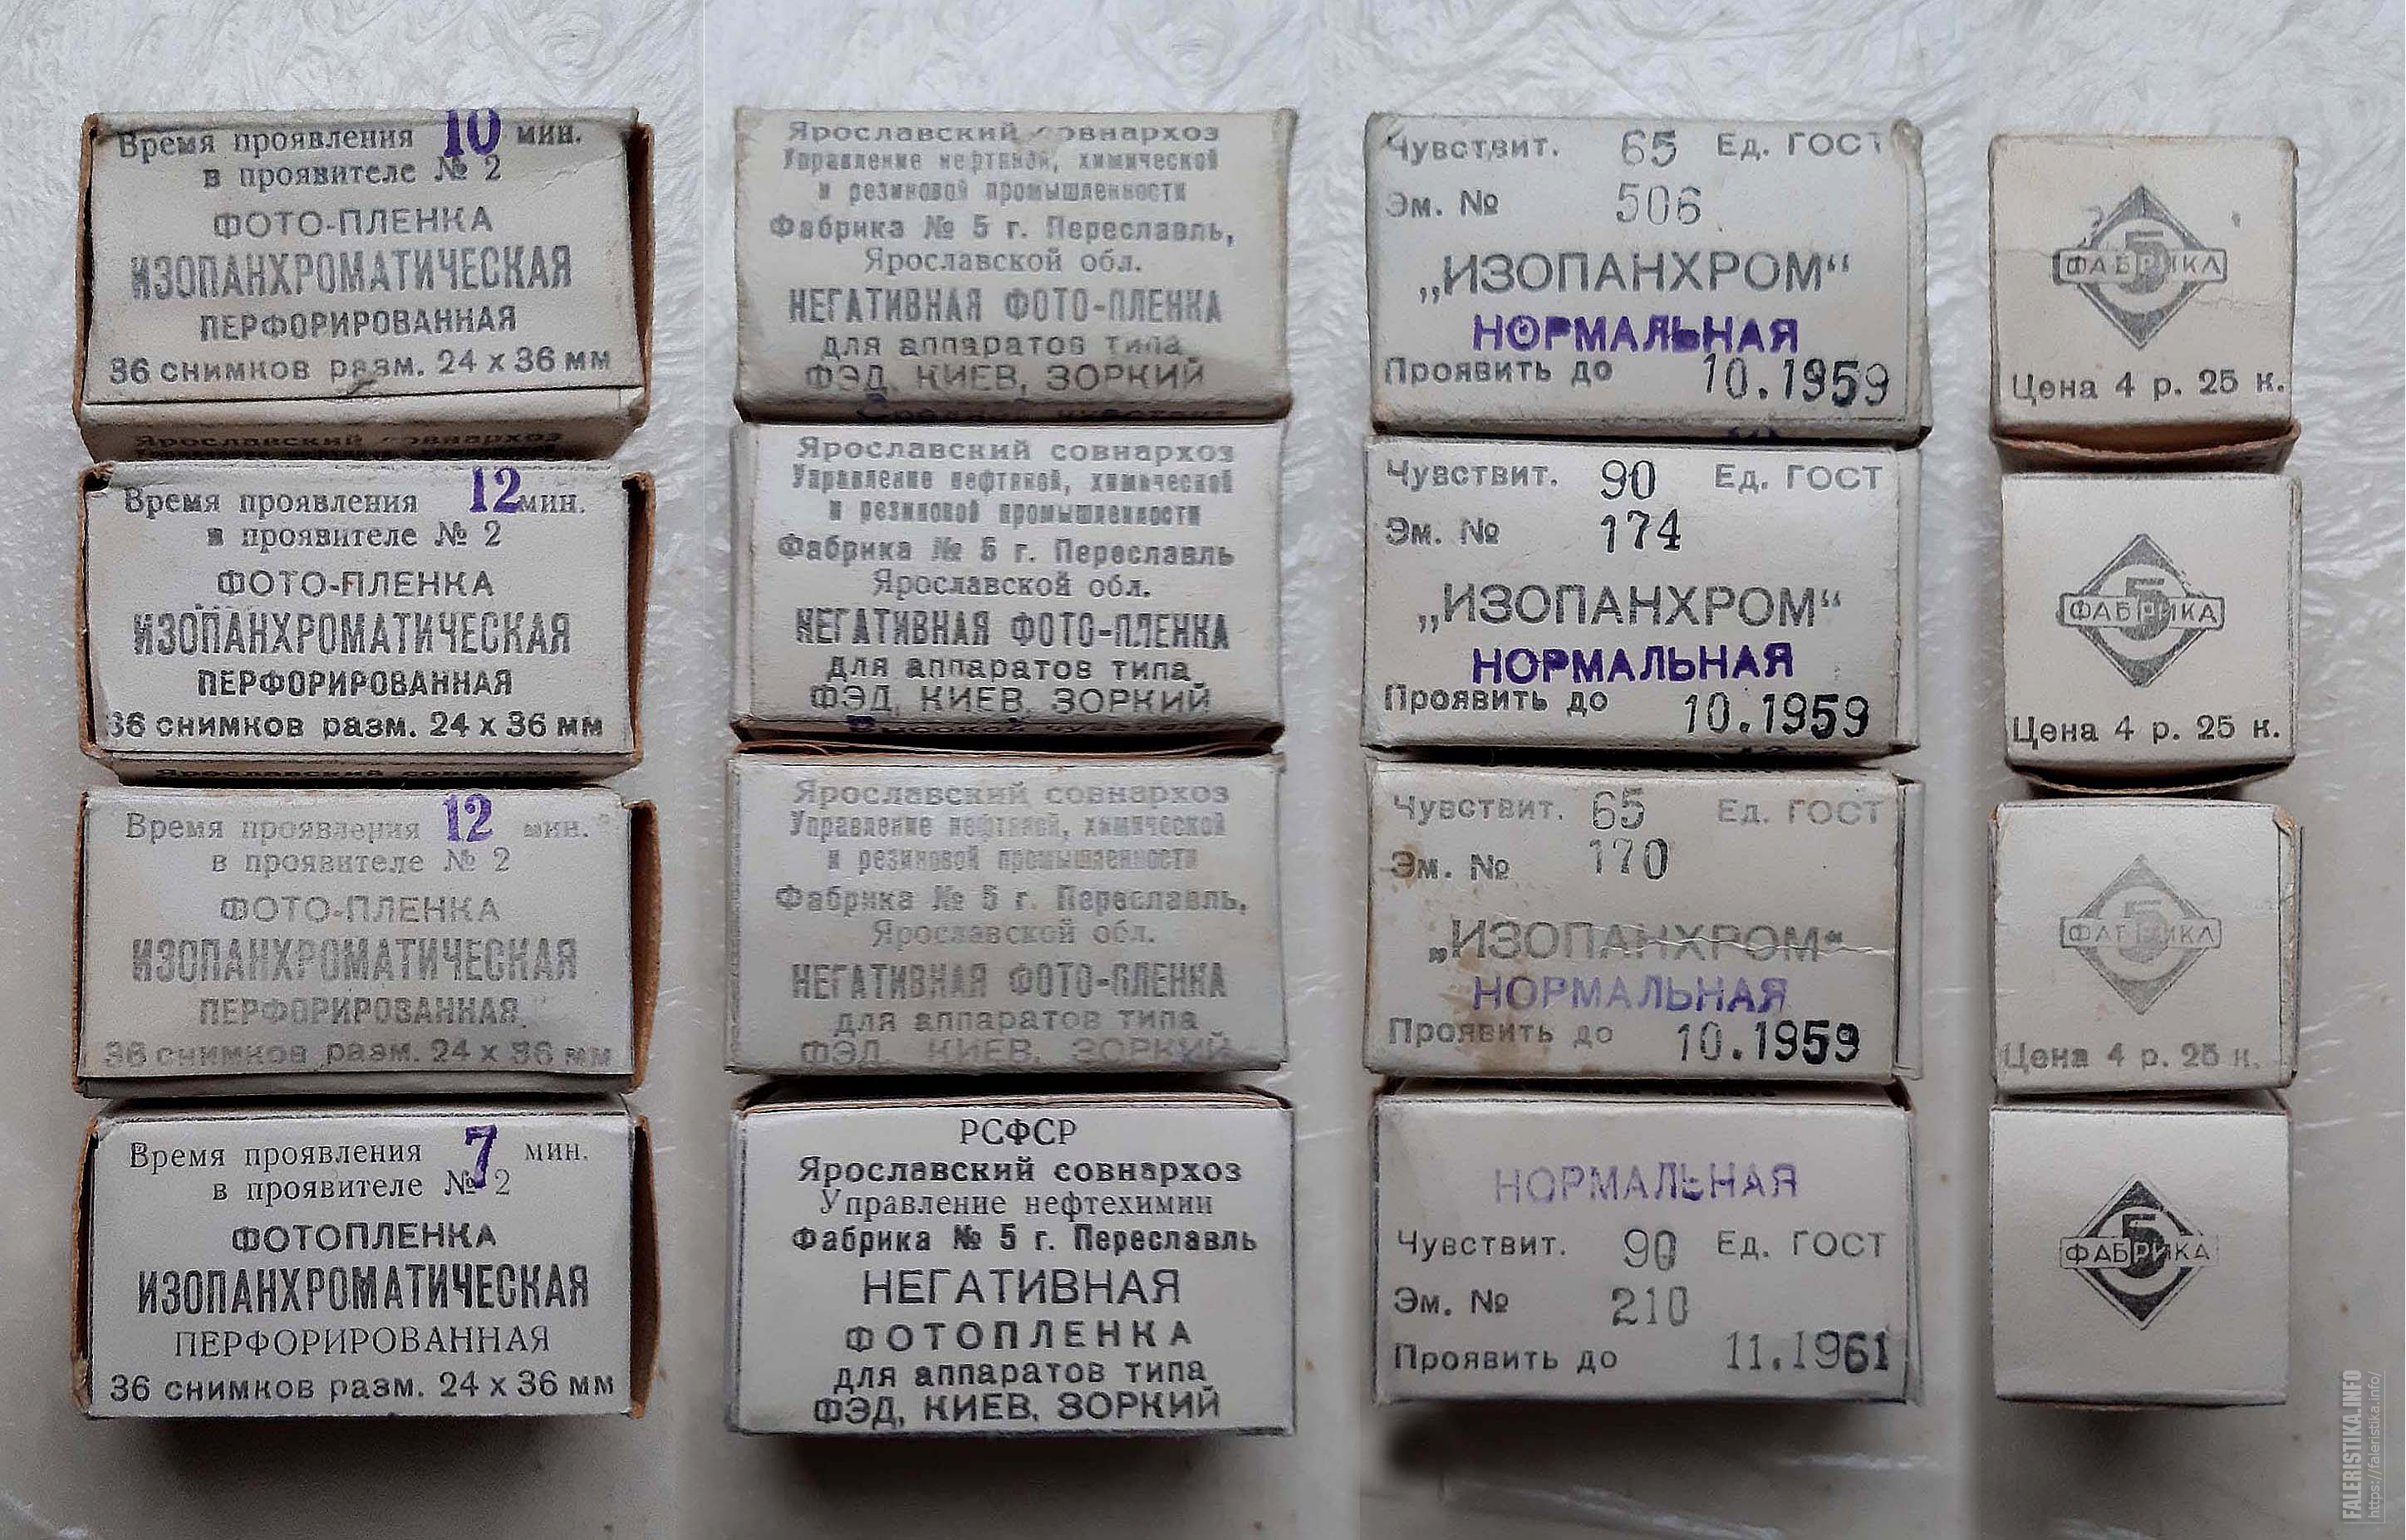 Время проявления 10 мин.
в проявителе № 2
ФОТО-ПЛЕНКА
ИЗОПАНХРОМАТИЧЕСКАЯ
ПЕРФОРИРОВАННАЯ
36 снимков разм. 24 х 36 мм
Ярославский совнархоз
Время проявления 12 мин.
в проявителе № 2
ФОТО-ПЛЕНКА
ИЗОПАНХРОМАТИЧЕСКАЯ
ПЕРФОРИРОВАННАЯ
36 снимков разм. 24 х 36 мм
Ярославский совнархоз
Время проявления 12 мин.
в проявителе № 2
ФОТО-ПЛЕНКА
ИЗОПАНХРОМАТИЧЕСКАЯ
ПЕРФОРИРОВАННАЯ
36 снимков разм. 24 х 36 мм
Время проявления 7 мин.
в проявителе № 2
ФОТОПЛЕНКА
ИЗОПАНХРОМАТИЧЕСКАЯ
ПЕРФОРИРОВАННАЯ
36 снимков разм. 24 х 36 мм
Ярославский совнархоз
Управление нефтяной, химической
и резиновой промышленности
Фабрика № 5 г. Переславль,
Ярославской обл.
НЕГАТИВНАЯ ФОТО-ПЛЕНКА
для аппаратов типа
ФЭД, КИЕВ, ЗОРКИЙ
Ярославский совнархоз
Управление нефтяной, химической
и резиновой промышленности
Фабрика № 5 г. Переславль
Ярославской обл.
НЕГАТИВНАЯ ФОТО-ПЛЕНКА
для аппаратов типа
ФЭД, КИЕВ, ЗОРКИЙ
Высокой
Ярославский совнархоз
Управление нефтяной, химической
и резиновой промышленности
Фабрика № 5 г. Переславль,
Ярославской обл.
НЕГАТИВНАЯ ФОТО-ПЛЕНКА
для аппаратов типа
ФЭД, КИЕВ, ЗОРКИЙ
РСФСР
Ярославский совнархоз
Управление нефтехимии
Фабрика № 5 г. Переславль
НЕГАТИВНАЯ
ФОТОПЛЕНКА
для аппаратов типа
ФЭД, КИЕВ, ЗОРКИЙ
Чувствит. 65 Ед. ГОСТ
Эм. № 506
„ИЗОПАНХРОМ“
НОРМАЛЬНАЯ
Проявить до 10.1959
Чувствит. 90 Ед. ГОСТ
Эм. № 174
„ИЗОПАНХРОМ“
НОРМАЛЬНАЯ
Проявить до 10.1959
Чувствит. 65 Ед. ГОСТ
Эм. № 170
„ИЗОПАНХРОМ“
НОРМАЛЬНАЯ
Проявить до 10.1959
НОРМАЛЬНАЯ
Чувствит. 90 Ед. ГОСТ
Эм. № 210
Проявить до 11.1961
5
ФАБРИКА
Цена 4 р. 25 к.
5
ФАБРИКА
Цена 4 р. 25 к.
5
ФАБРИКА
Цена 4 р. 25 к.
5
ФАБРИКА
FALERISTIKA.INFO
https://faleristika.info/